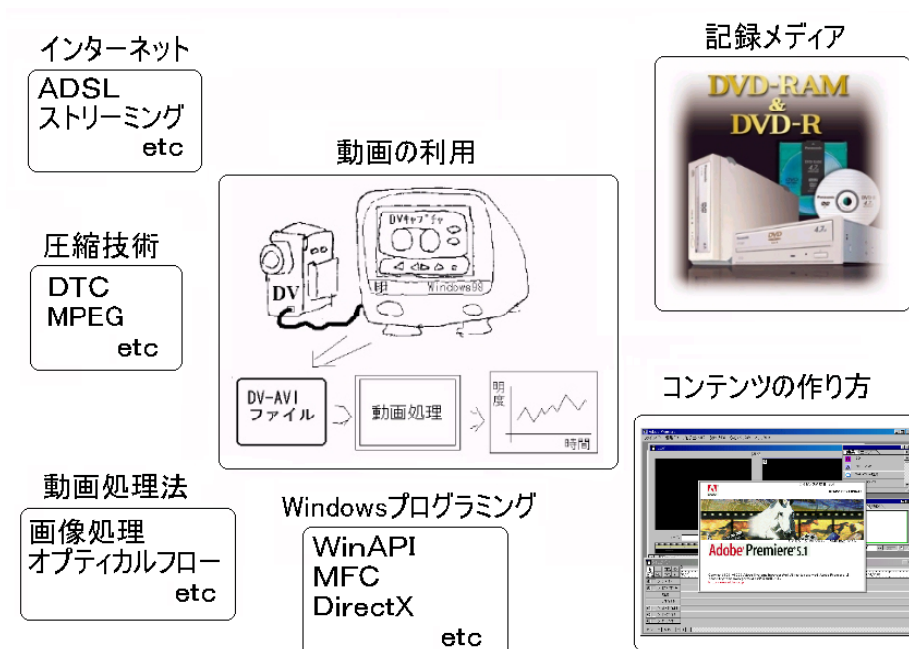 インターネット
ADSL
ストリーミング
etc
記録メディア
DVD-RAM
&
DVD-R
4.7
動画の利用
DVｷｬﾌﾟﾁｬ
Windows98
DV
DV-AVI
ファイル
動画処理
明度
時間
圧縮技術
DTC
MPEG
etc
コンテンツの作り方
Adobe Premiere 5.1
動画処理法
画像処理
オプティカルフロー
etc
Windowsプログラミング
WinAPI
MFC
DirectX
etc